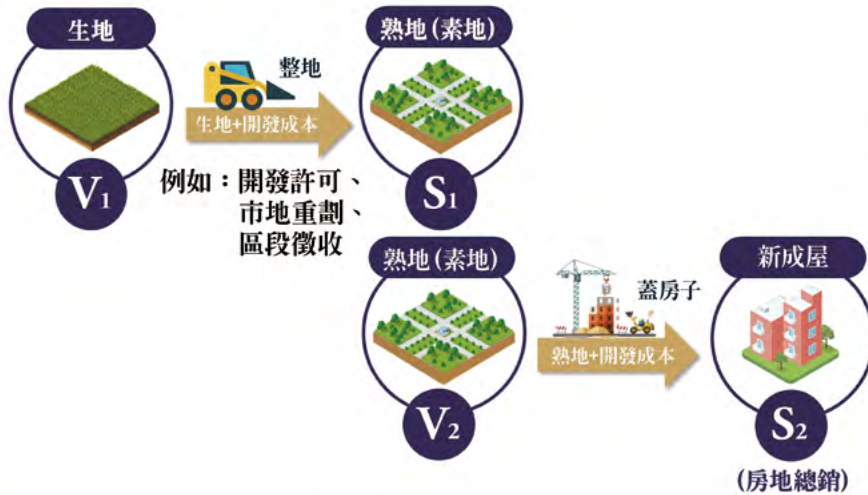 生地
熟地(素地)
整地
生地+開發成本
V1
S1
例如：開發許可、
市地重劃、
區段徵收
熟地(素地)
新成屋
蓋房子
熟地+開發成本
V2
S2
(房地總銷)